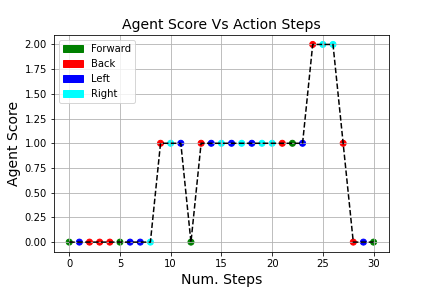 Agent Score Vs Action Steps
Forward
Back
Left
Right
2.00
1.75
1.50
1.25
1.00
0.75
0.50
0.25
0.00
Agent Score
0 5 10 15 20 25 30
Num. Steps